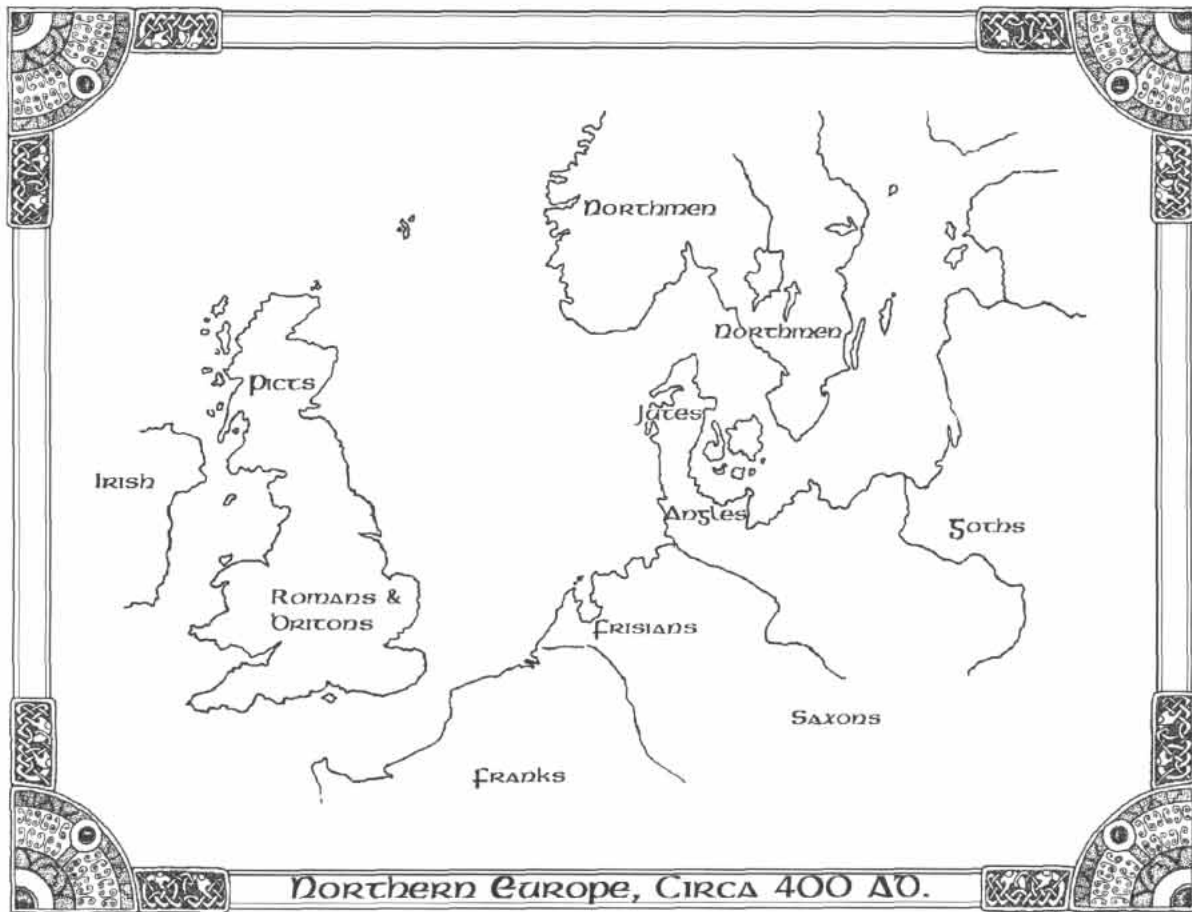 Northmen
Northmen
Picts
Jutes
Irish
Angles
Goths
Romans &
Britons
Frisians
Saxons
Franks
Northern Europe, Circa 400 AD.